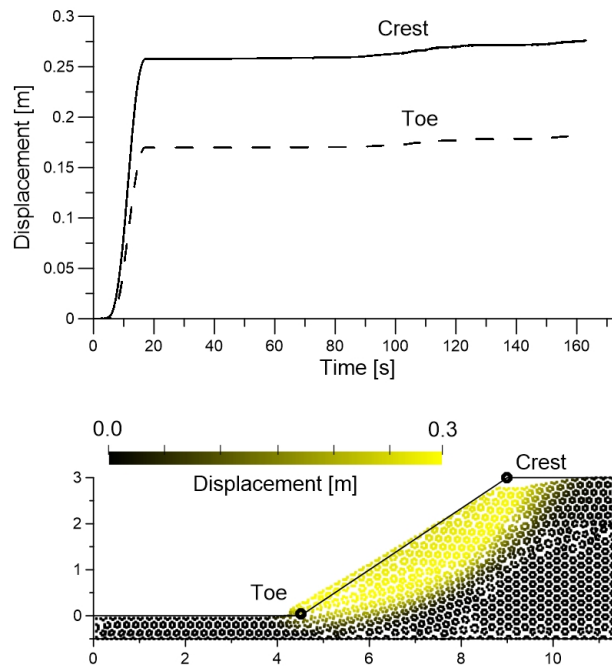 0.3
Crest
0.25
0.2
Toe
0.15
0.1
0.05
0
Displacement [m]
0 20 40 60 80 100 120 140 160
Time [s]
0.0 0.3
Displacement [m]
Crest
3
2
1
Toe
0
0 2 4 6 8 10